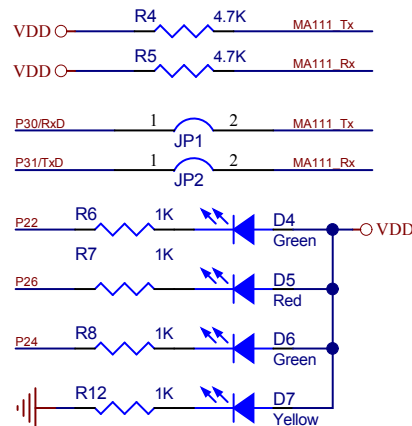 R4 4.7K
VDD MA111_Tx
R5 4.7K
VDD MA111_Rx
P30/RxD 1 2 MA111_Tx
JP1
P31/TxD 1 2 MA111_Rx
JP2
P22 R6 1K D4 VDD
Green
R7 1K
P26 D5
Red
P24 R8 1K D6
Green
R12 1K D7
Yellow